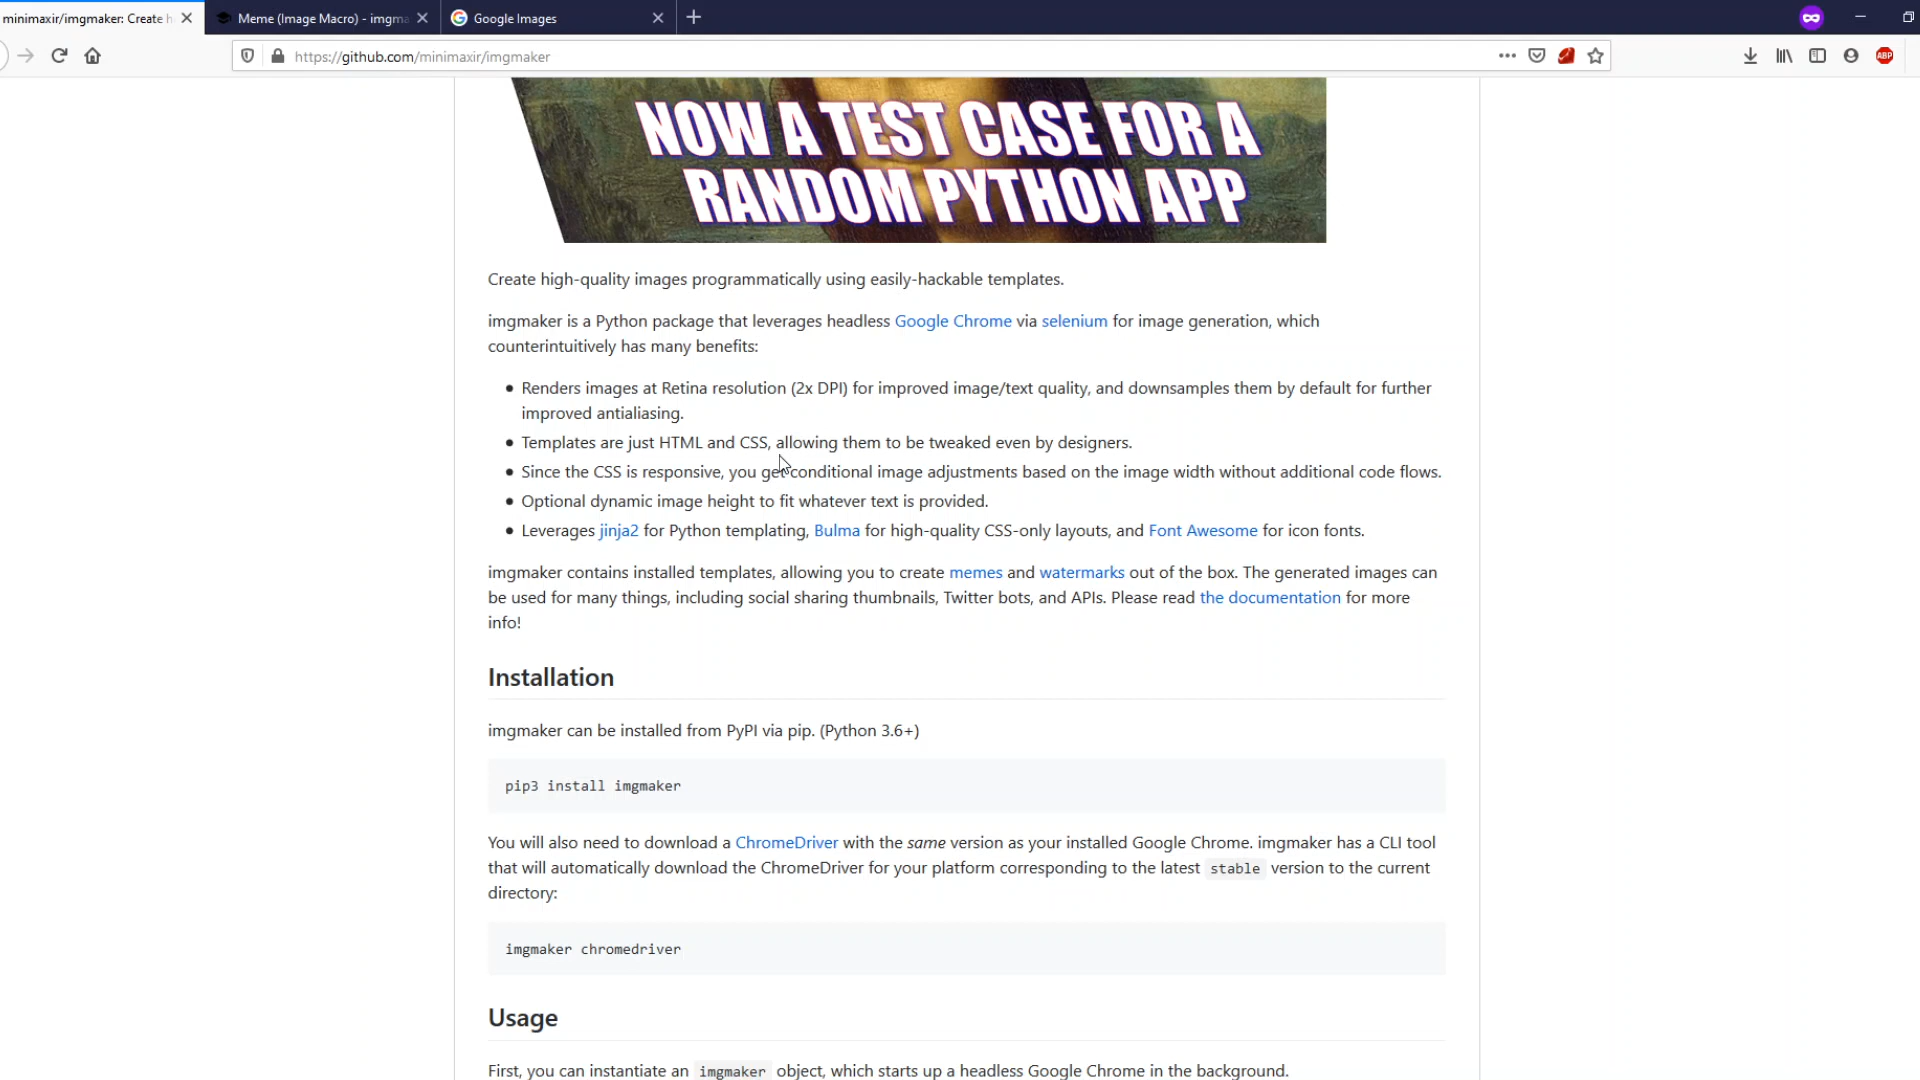 minimaxir/imgmaker: Create h
Meme (Image Macro) - imgma
Google Images
https://github.com/minimaxir/imgmaker
ABP
NOW A TEST CASE FOR A
RANDOM PYTHON APP
Create high-quality images programmatically using easily-hackable templates.
imgmaker is a Python package that leverages headless Google Chrome via selenium for image generation, which
counterintuitively has many benefits:
Renders images at Retina resolution (2x DPI) for improved image/text quality, and downsamples them by default for further
improved antialiasing.
Templates are just HTML and CSS, allowing them to be tweaked even by designers.
Since the CSS is responsive, you get conditional image adjustments based on the image width without additional code flows.
Optional dynamic image height to fit whatever text is provided.
Leverages jinja2 for Python templating, Bulma for high-quality CSS-only layouts, and Font Awesome for icon fonts.
imgmaker contains installed templates, allowing you to create memes and watermarks out of the box. The generated images can
be used for many things, including social sharing thumbnails, Twitter bots, and APIs. Please read the documentation for more
info!
Installation
imgmaker can be installed from PyPI via pip. (Python 3.6+)
pip3 install imgmaker
You will also need to download a ChromeDriver with the same version as your installed Google Chrome. imgmaker has a CLI tool
that will automatically download the ChromeDriver for your platform corresponding to the latest stable version to the current
directory:
imgmaker chromedriver
Usage
First, you can instantiate an imgmaker object, which starts up a headless Google Chrome in the background.